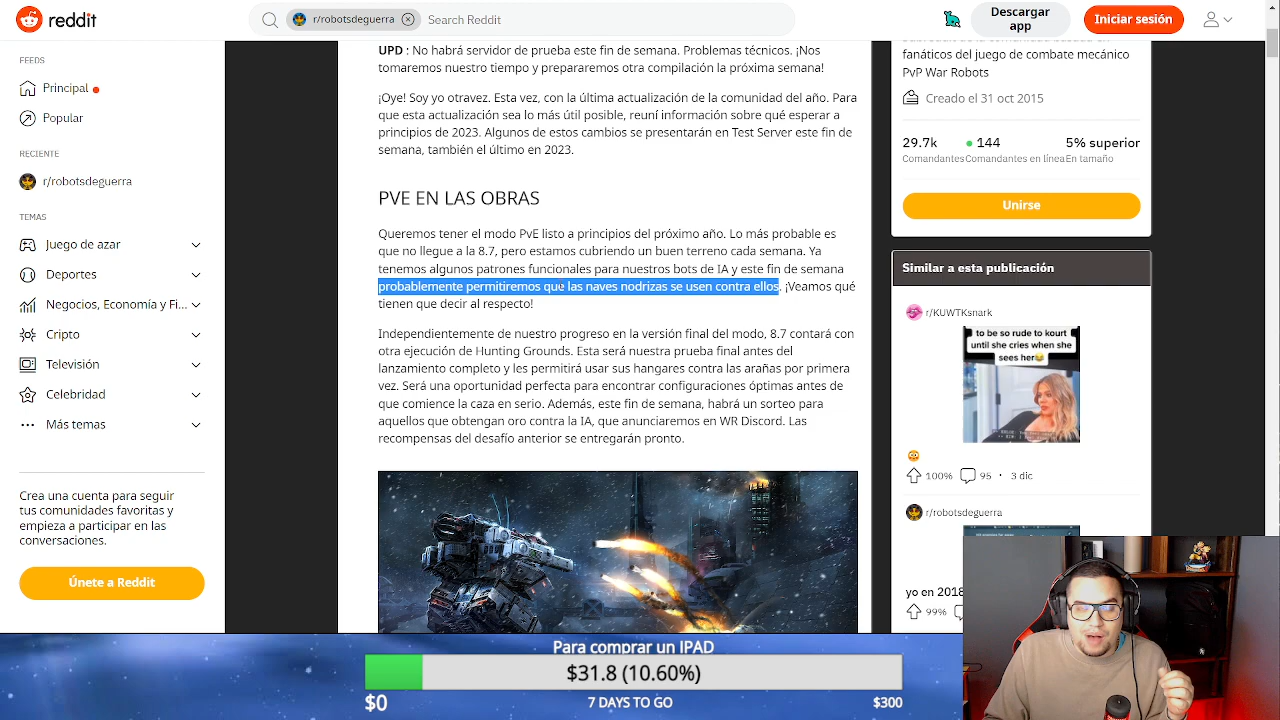 reddit
r/robotsdeguerra
Search Reddit
Descargar app
Iniciar sesión
FEEDS
Principal
Popular
RECIENTE
r/robotsdeguerra
TEMAS
Juego de azar
Deportes
Negocios, Economía y Fi...
Cripto
Televisión
Celebridad
Más temas
Crea una cuenta para seguir
tus comunidades favoritas y
empieza a participar en las
conversaciones.
Únete a Reddit
UPD : No habrá servidor de prueba este fin de semana. Problemas técnicos. ¡Nos
tomaremos nuestro tiempo y prepararemos otra compilación la próxima semana!
¡Oye! Soy yo otravez. Esta vez, con la última actualización de la comunidad del año. Para
que esta actualización sea lo más útil posible, reuní información sobre qué esperar a
principios de 2023. Algunos de estos cambios se presentarán en Test Server este fin de
semana, también el último en 2023.
PVE EN LAS OBRAS
Queremos tener el modo PvE listo a principios del próximo año. Lo más probable es
que no llegue a la 8.7, pero estamos cubriendo un buen terreno cada semana. Ya
tenemos algunos patrones funcionales para nuestros bots de IA y este fin de semana
probablemente permitiremos que las naves nodrizas se usen contra ellos. ¡Veamos qué
tienen que decir al respecto!
Independientemente de nuestro progreso en la versión final del modo, 8.7 contará con
otra ejecución de Hunting Grounds. Esta será nuestra prueba final antes del
lanzamiento completo y les permitirá usar sus hangares contra las arañas por primera
vez. Será una oportunidad perfecta para encontrar configuraciones óptimas antes de
que comience la caza en serio. Además, este fin de semana, habrá un sorteo para
aquellos que obtengan oro contra la IA, que anunciaremos en WR Discord. Las
recompensas del desafío anterior se entregarán pronto.
fanáticos del juego de combate mecánico
PvP War Robots
Creado el 31 oct 2015
29.7k 144 5% superior
Comandantes Comandantes en línea En tamaño
Unirse
Similar a esta publicación
r/KUWTKsnark
to be so rude to kourt
until she cries when she
sees her
100% 95 · 3 dic
r/robotsdeguerra
yo en 2018
99%
Para comprar un IPAD
$31.8 (10.60%)
$0 7 DAYS TO GO $300